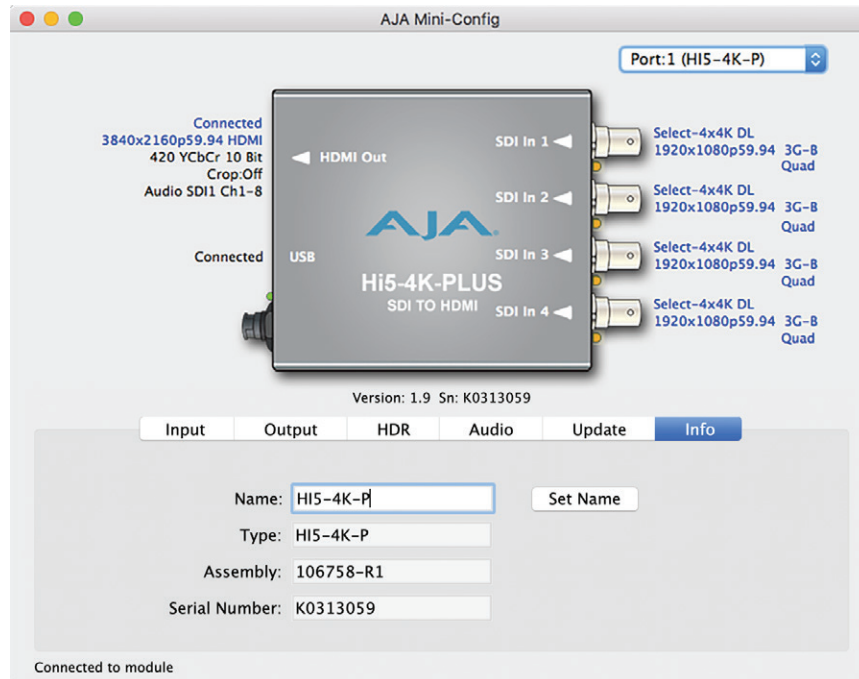 AJA Mini-Config
Port:1 (HI5-4K-P)
Connected
3840x2160p59.94 HDMI
420 YCbCr 10 Bit
Crop:Off
Audio SDI1 Ch1-8
Connected
HDMI Out
USB
SDI In 1
SDI In 2
SDI In 3
SDI In 4
AJA
Hi5-4K-PLUS
SDI TO HDMI
Select-4x4K DL
1920x1080p59.94 3G-B
Quad
Select-4x4K DL
1920x1080p59.94 3G-B
Quad
Select-4x4K DL
1920x1080p59.94 3G-B
Quad
Select-4x4K DL
1920x1080p59.94 3G-B
Quad
Version: 1.9 Sn: K0313059
Input Output HDR Audio Update Info
Name: HI5-4K-P Set Name
Type: HI5-4K-P
Assembly: 106758-R1
Serial Number: K0313059
Connected to module